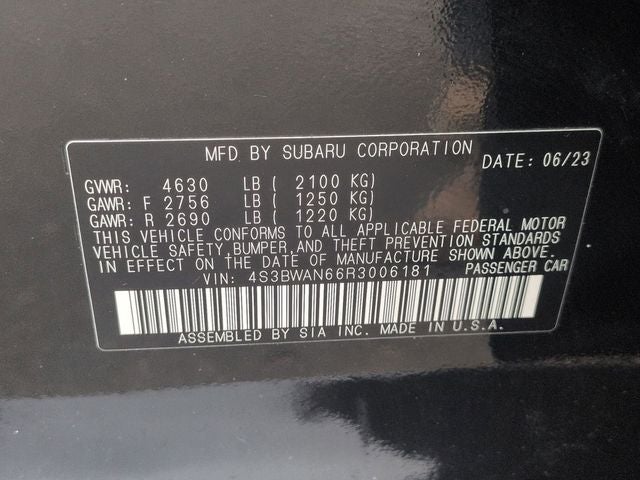 MFD BY SUBARU CORPORATION DATE: 06/23
GVWR: 4630 LB ( 2100 KG)
GAWR: F 2756 LB ( 1250 KG)
GAWR: R 2690 LB ( 1220 KG)
THIS VEHICLE CONFORMS TO ALL APPLICABLE FEDERAL MOTOR
VEHICLE SAFETY, BUMPER, AND THEFT PREVENTION STANDARDS
IN EFFECT ON THE DATE OF MANUFACTURE SHOWN ABOVE.
VIN: 4S3BWAN66R3006181 PASSENGER CAR
ASSEMBLED BY SIA INC. MADE IN U.S.A.